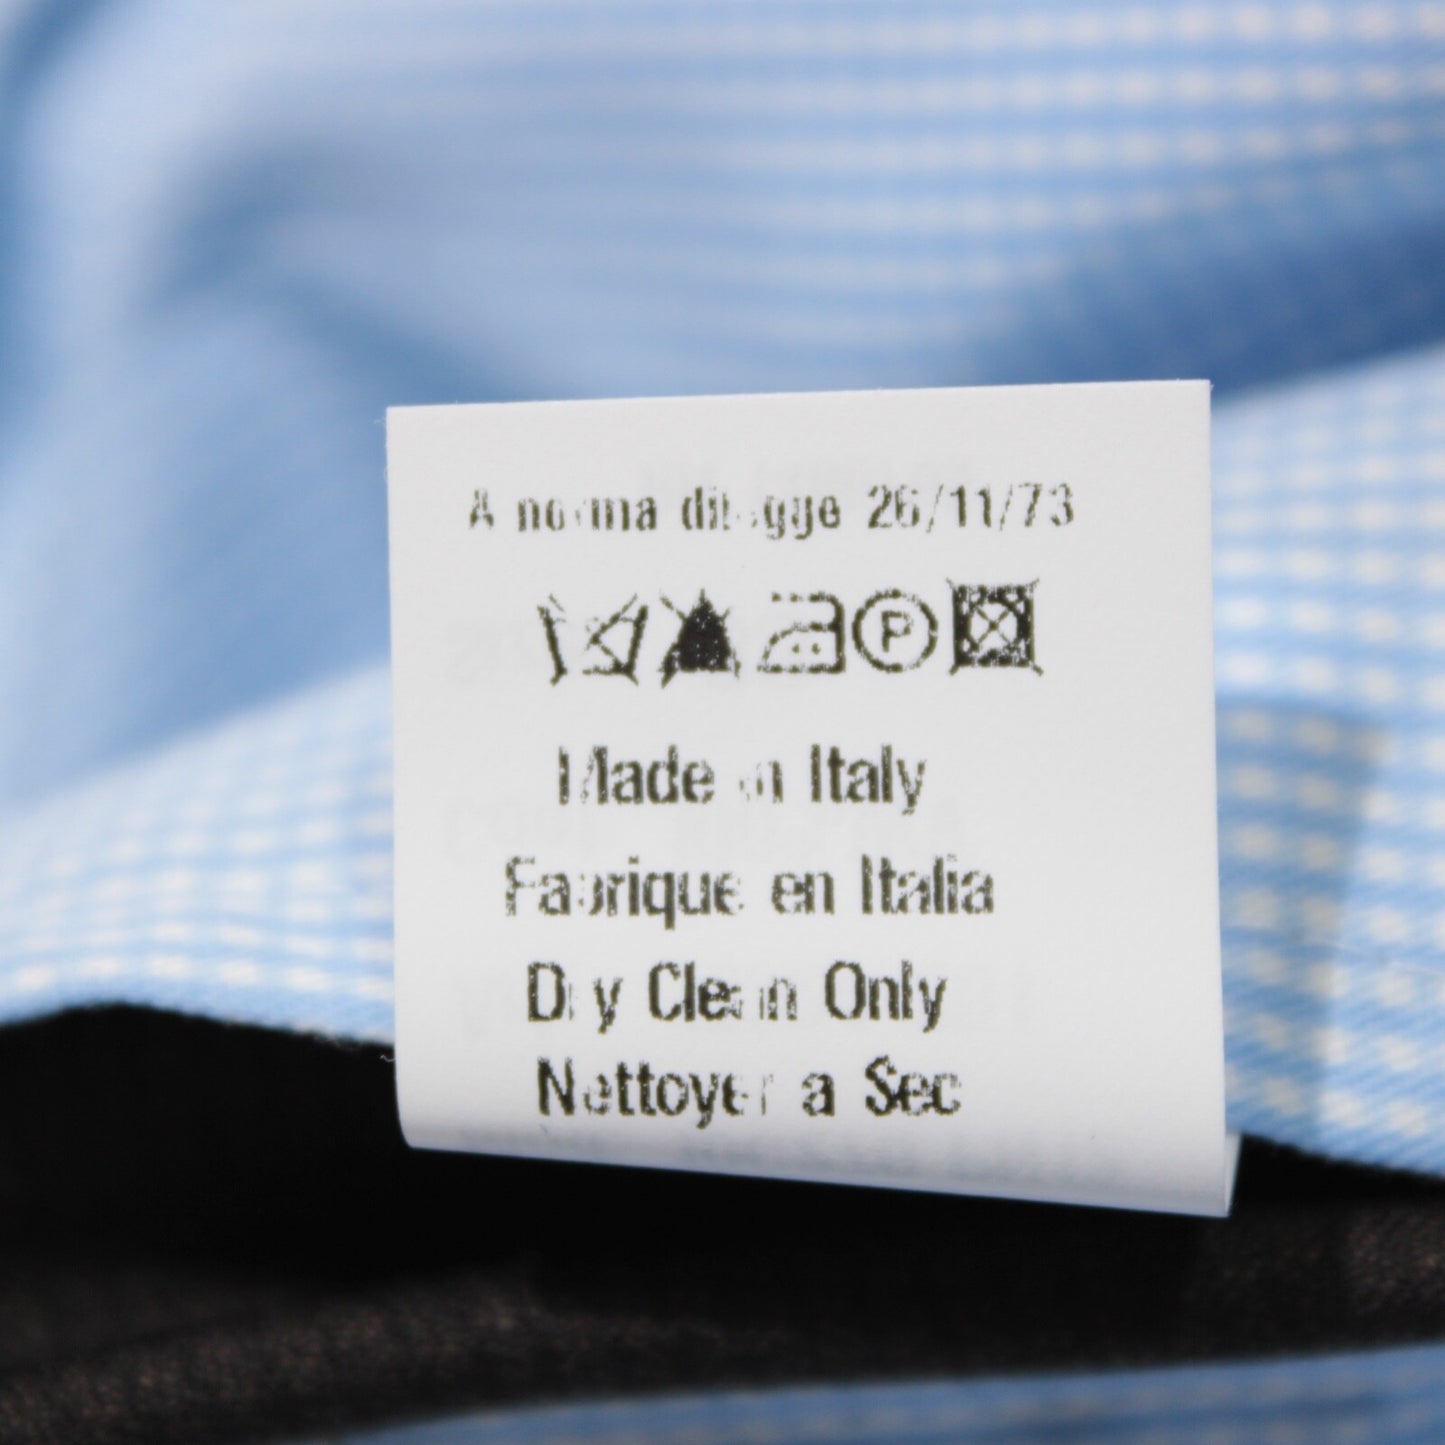 A norma di legge 26/11/73
P
Made in Italy
Fabrique en Italia
Dry Clean Only
Nettoyer a Sec